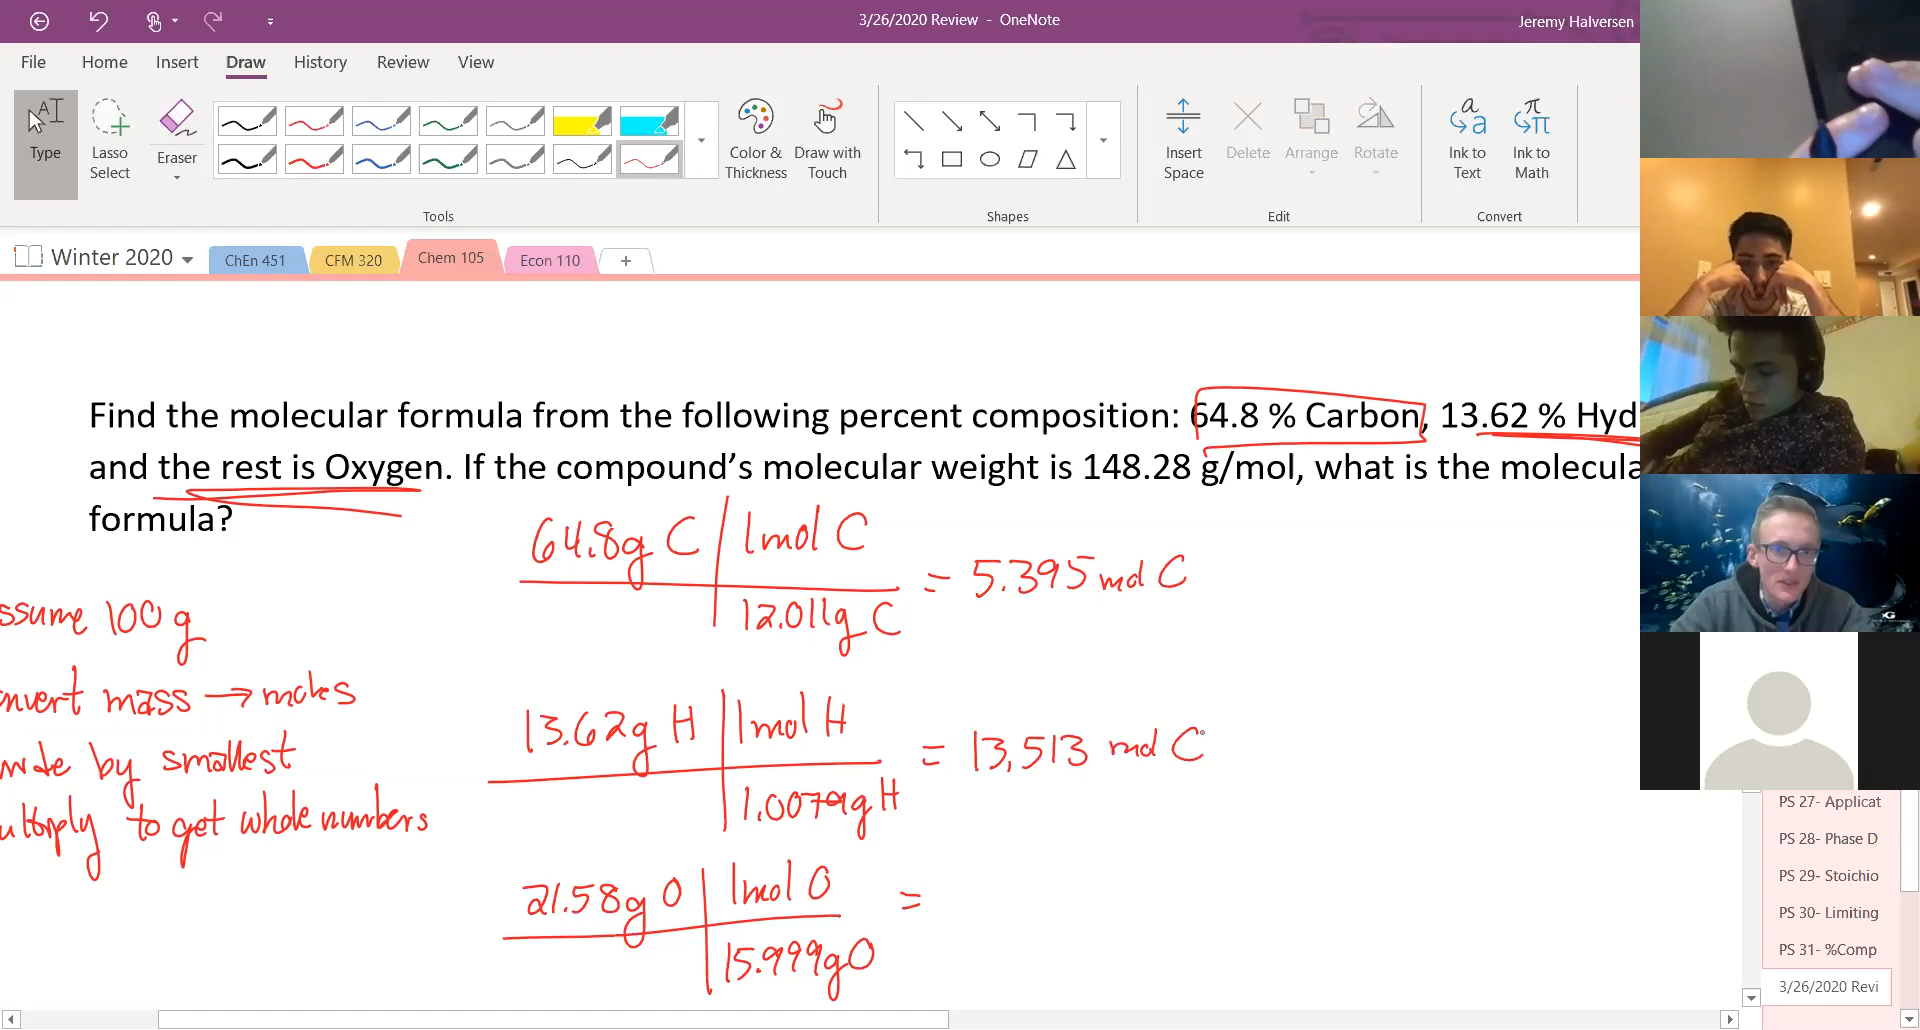 3/26/2020 Review - OneNote
Jeremy Halversen
File Home Insert Draw History Review View
Type
Lasso Select
Eraser
Color & Thickness
Draw with Touch
Insert Space
Delete
Arrange
Rotate
Ink to Text
Ink to Math
Tools
Shapes
Edit
Convert
Winter 2020
ChEn 451
CFM 320
Chem 105
Econ 110
Find the molecular formula from the following percent composition: 64.8 % Carbon, 13.62 % Hyd
and the rest is Oxygen. If the compound's molecular weight is 148.28 g/mol, what is the molecula
formula?
64.8g C 1mol C
12.011g C
= 5.395 mol C
ssume 100 g
nvert mass → moles
by smallest
ultiply to get whole numbers
13.62g H 1mol H
1.0079g H
= 13,513 mol C
21.58g O 1mol O
15.999g O
=
PS 27- Applicat
PS 28- Phase D
PS 29- Stoichio
PS 30- Limiting
PS 31- %Comp
3/26/2020 Revi